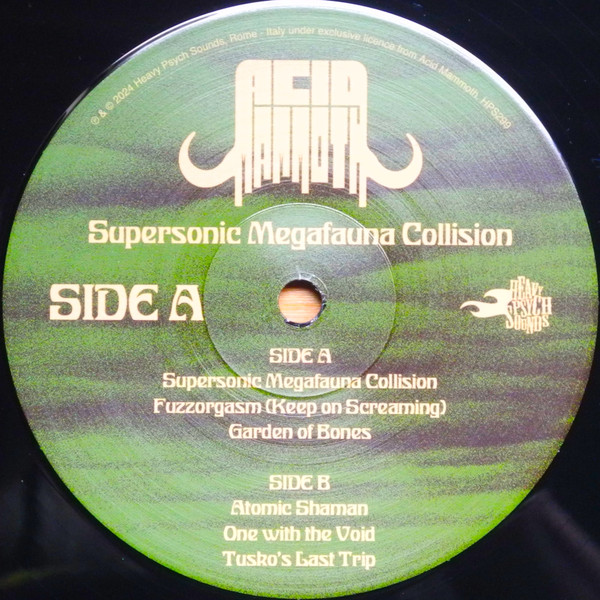 ℗ & © 2024 Heavy Psych Sounds, Rome - Italy under exclusive licence from Acid Mammoth. HPS299
ACID
MAMMOTH
Supersonic Megafauna Collision
SIDE A
HEAVY
PSYCH
SOUNDS
SIDE A
Supersonic Megafauna Collision
Fuzzorgasm (Keep on Screaming)
Garden of Bones
SIDE B
Atomic Shaman
One with the Void
Tusko's Last Trip